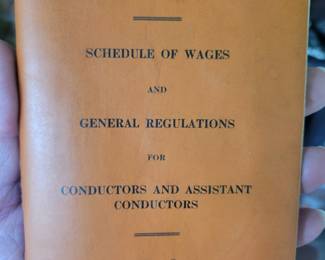 SCHEDULE OF WAGES
AND
GENERAL REGULATIONS
FOR
CONDUCTORS AND ASSISTANT
CONDUCTORS